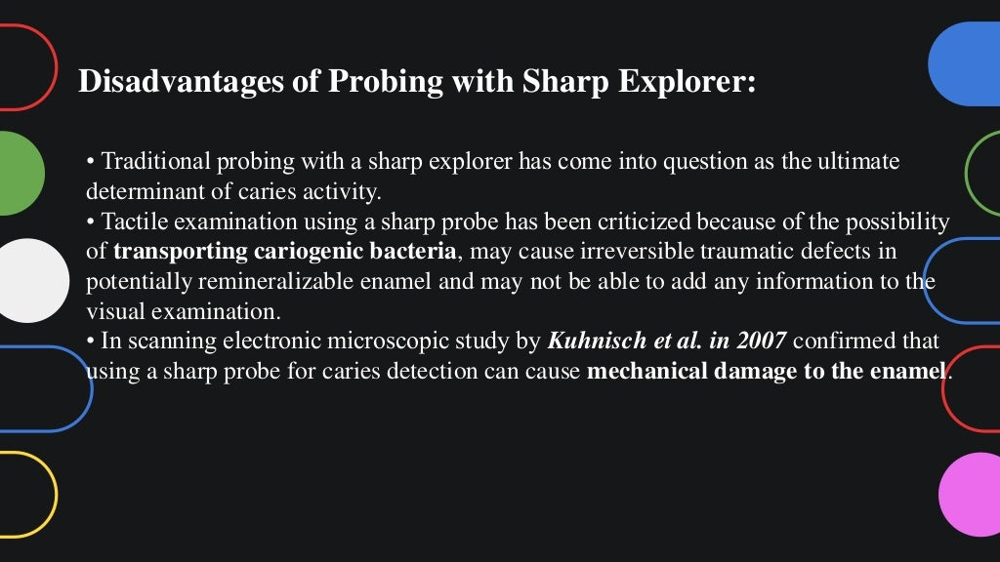 Disadvantages of Probing with Sharp Explorer:
• Traditional probing with a sharp explorer has come into question as the ultimate
determinant of caries activity.
• Tactile examination using a sharp probe has been criticized because of the possibility
of transporting cariogenic bacteria, may cause irreversible traumatic defects in
potentially remineralizable enamel and may not be able to add any information to the
visual examination.
• In scanning electronic microscopic study by Kuhnisch et al. in 2007 confirmed that
using a sharp probe for caries detection can cause mechanical damage to the enamel.